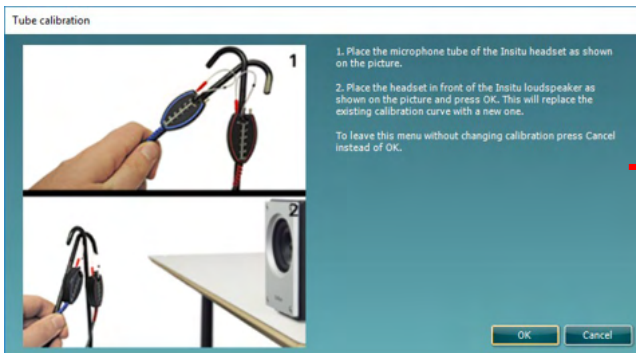 Tube calibration
1
1. Place the microphone tube of the Insitu headset as shown
on the picture.
2. Place the headset in front of the Insitu loudspeaker as
shown on the picture and press OK. This will replace the
existing calibration curve with a new one.
To leave this menu without changing calibration press Cancel
instead of OK.
2
OK
Cancel